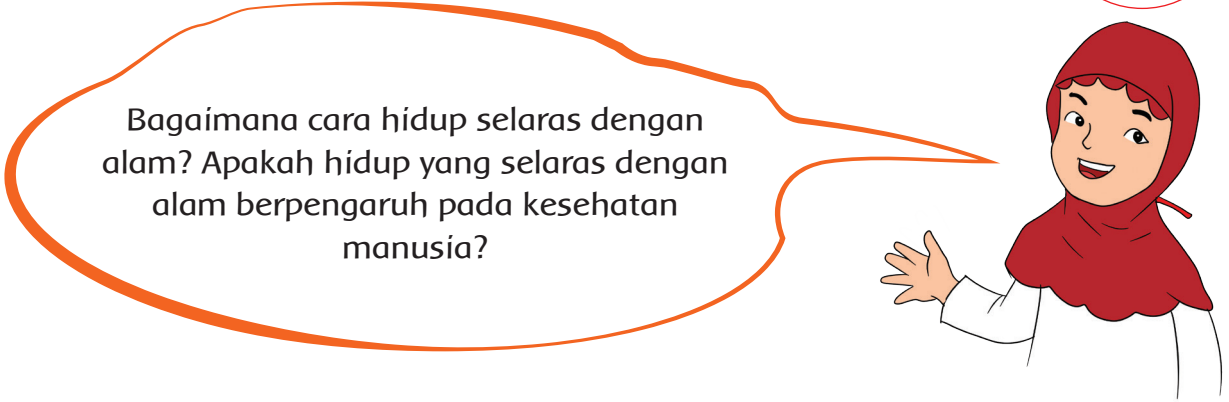 Bagaimana cara hidup selaras dengan
alam? Apakah hidup yang selaras dengan
alam berpengaruh pada kesehatan
manusia?